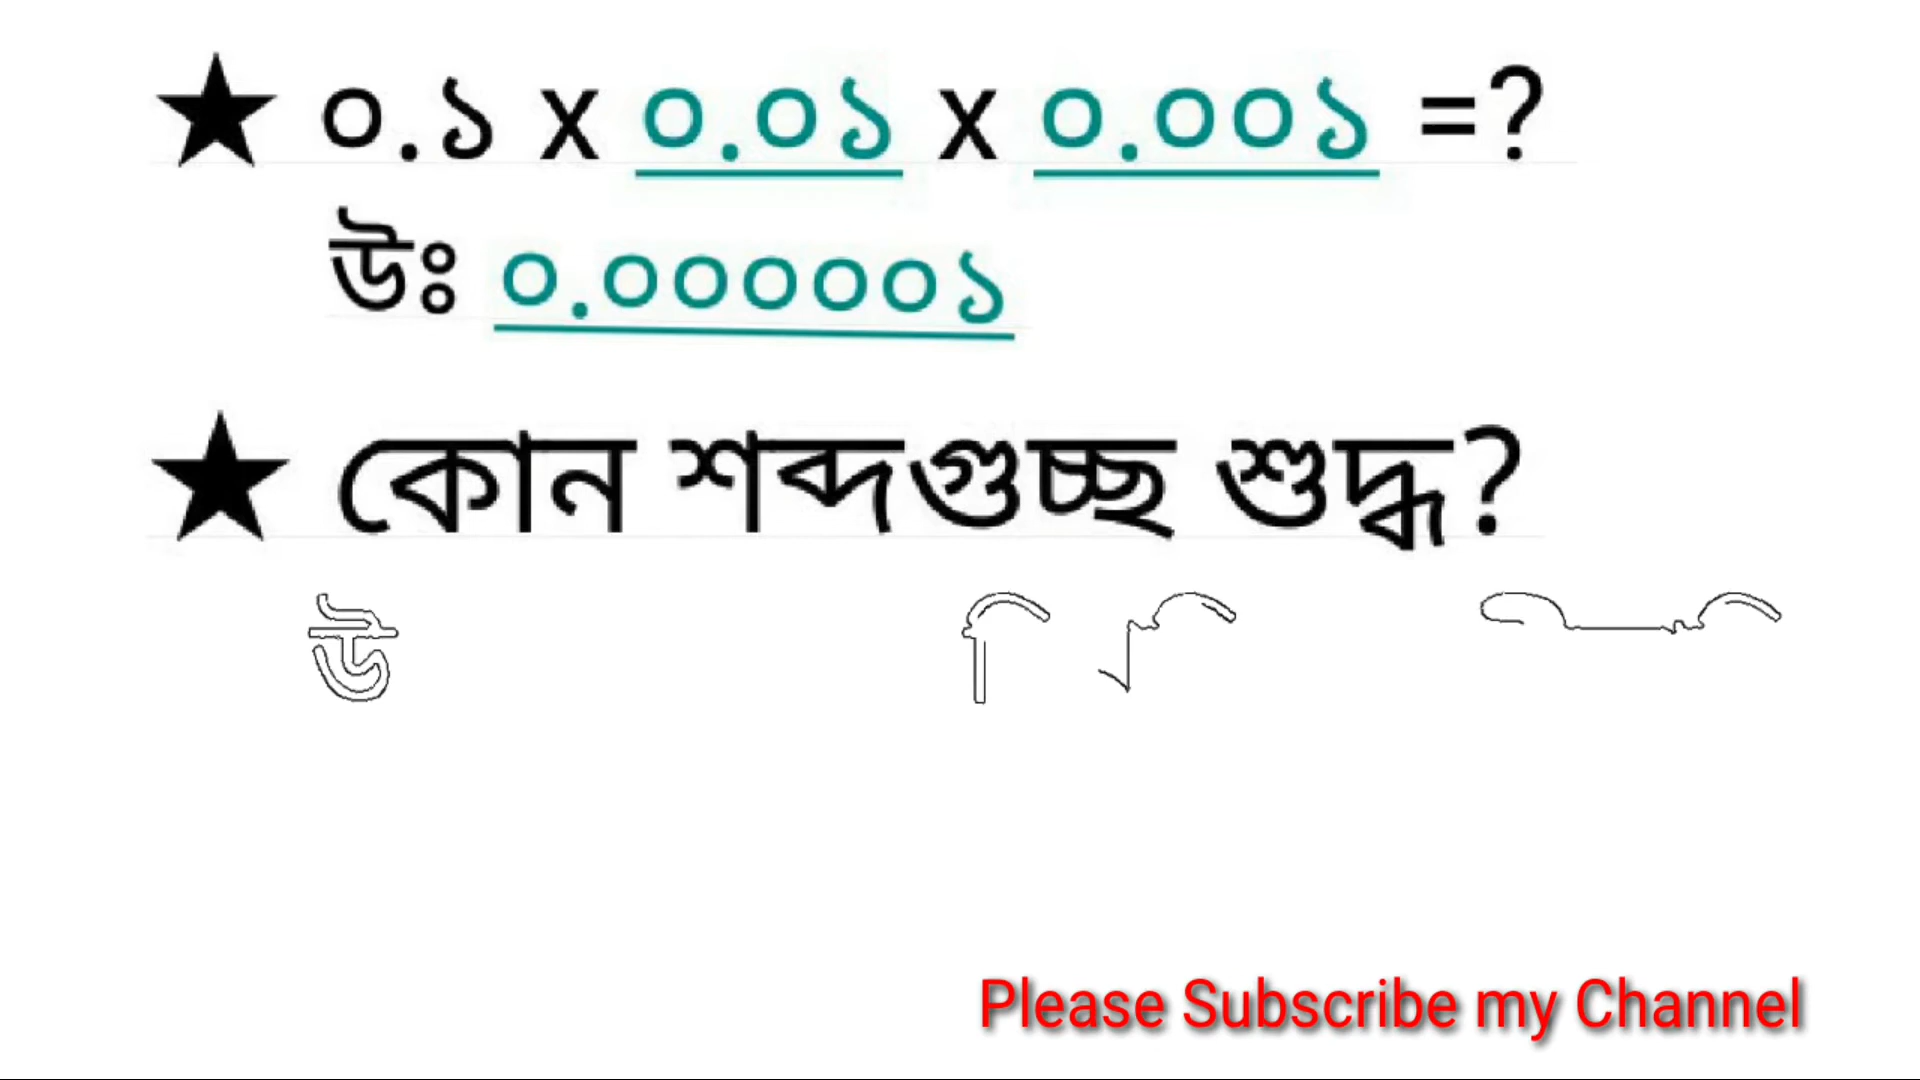 ★ ০.১ x ০.০১ x ০.০০১ =?
উঃ ০.০০০০০১
★ কোন শব্দগুচ্ছ শুদ্ধ?
উ
Please Subscribe my Channel